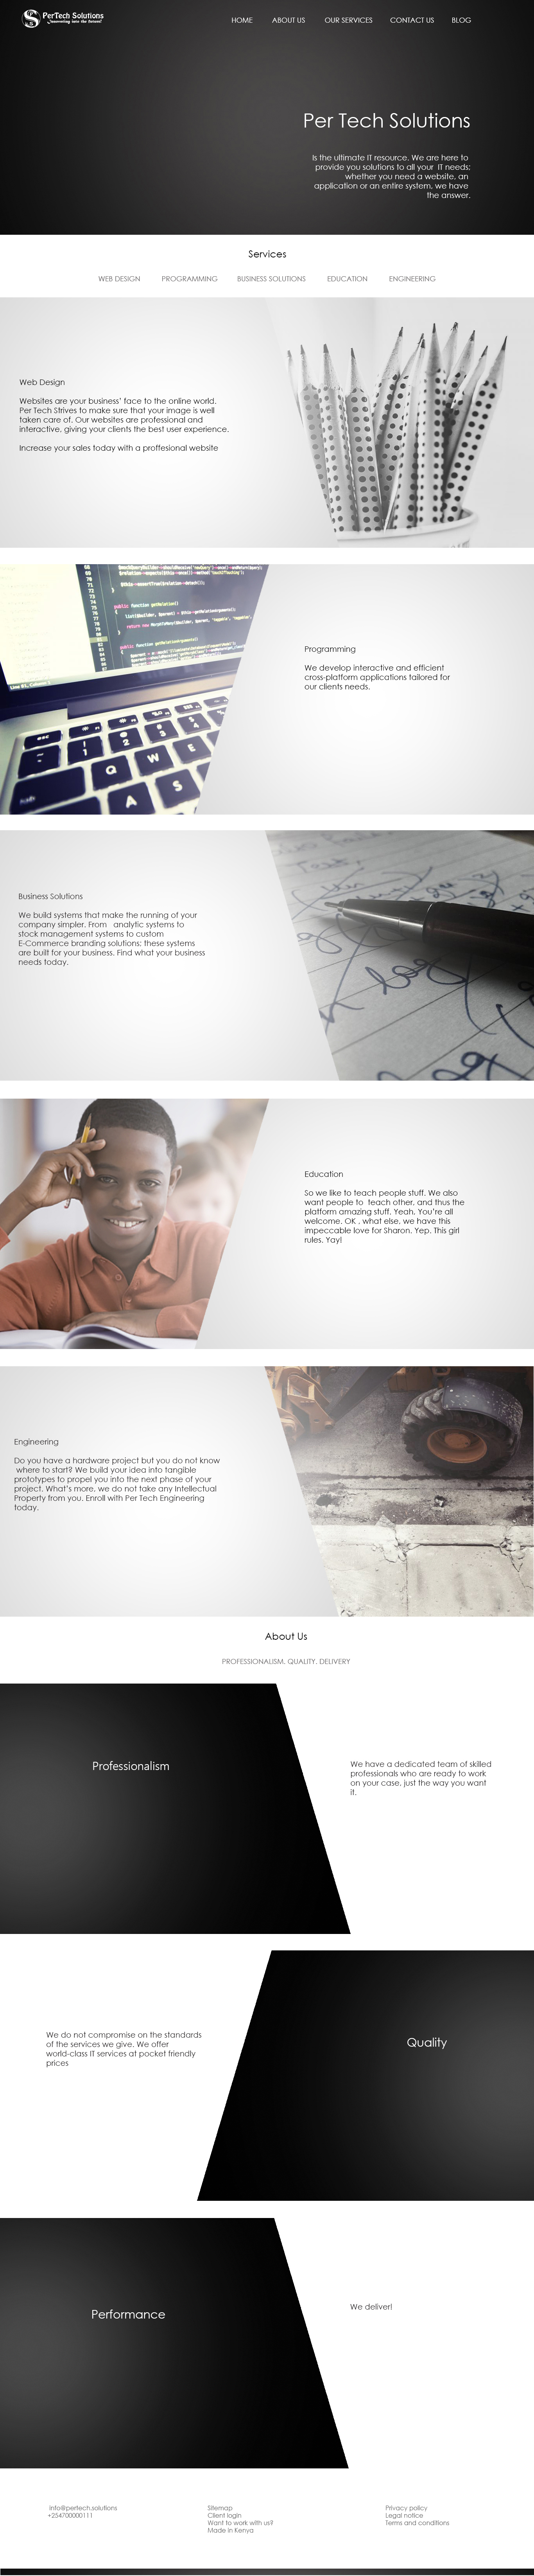 PerTech Solutions
Innovating into the future!
HOME ABOUT US OUR SERVICES CONTACT US BLOG
Per Tech Solutions
Is the ultimate IT resource. We are here to
provide you solutions to all your IT needs;
whether you need a website, an
application or an entire system, we have
the answer.
Services
WEB DESIGN PROGRAMMING BUSINESS SOLUTIONS EDUCATION ENGINEERING
Web Design
Websites are your business' face to the online world.
Per Tech Strives to make sure that your image is well
taken care of. Our websites are professional and
interactive, giving your clients the best user experience.
Increase your sales today with a proffesional website
Programming
We develop interactive and efficient
cross-platform applications tailored for
our clients needs.
Business Solutions
We build systems that make the running of your
company simpler. From analytic systems to
stock management systems to custom
E-Commerce branding solutions; these systems
are built for your business. Find what your business
needs today.
Education
So we like to teach people stuff. We also
want people to teach other, and thus the
platform amazing stuff. Yeah, You're all
welcome. OK , what else, we have this
impeccable love for Sharon. Yep. This girl
rules, Yay!
Engineering
Do you have a hardware project but you do not know
where to start? We build your idea into tangible
prototypes to propel you into the next phase of your
project. What's more, we do not take any Intellectual
Property from you. Enroll with Per Tech Engineering
today.
About Us
PROFESSIONALISM. QUALITY. DELIVERY
Professionalism
We have a dedicated team of skilled
professionals who are ready to work
on your case, just the way you want
it.
We do not compromise on the standards
of the services we give. We offer
world-class IT services at pocket friendly
prices
Quality
Performance
We deliver!
Info@pertech.solutions
+254700000111
Sitemap
Client login
Want to work with us?
Made in Kenya
Privacy policy
Legal notice
Terms and conditions